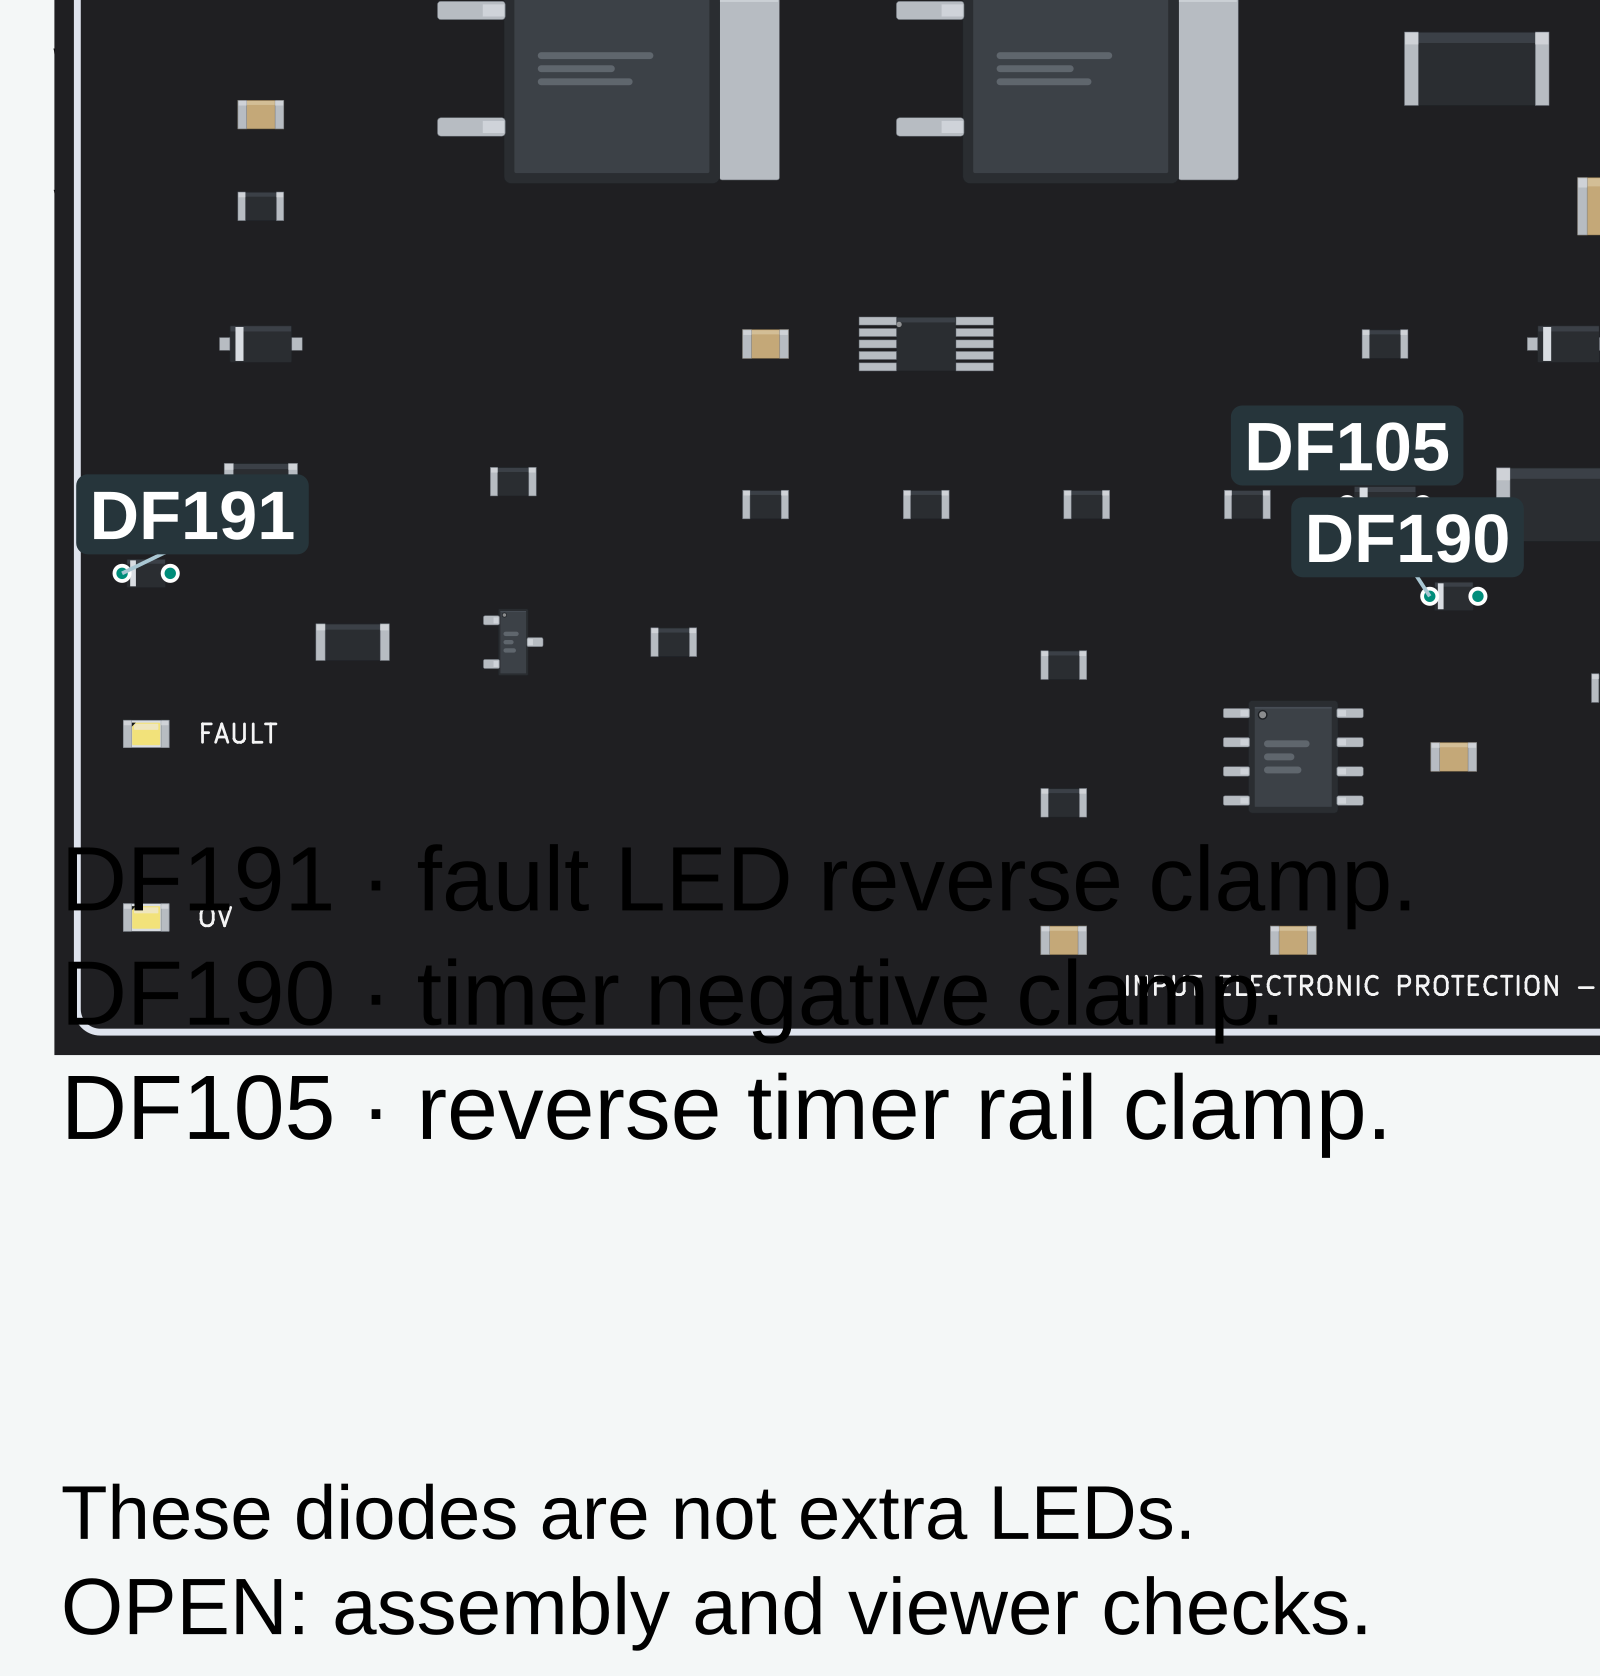 DF105
DF191
DF190
FAULT
DF191 · fault LED reverse clamp.
OV
DF190 · timer negative clamp.
INPUT ELECTRONIC PROTECTION –
DF105 · reverse timer rail clamp.
These diodes are not extra LEDs.
OPEN: assembly and viewer checks.